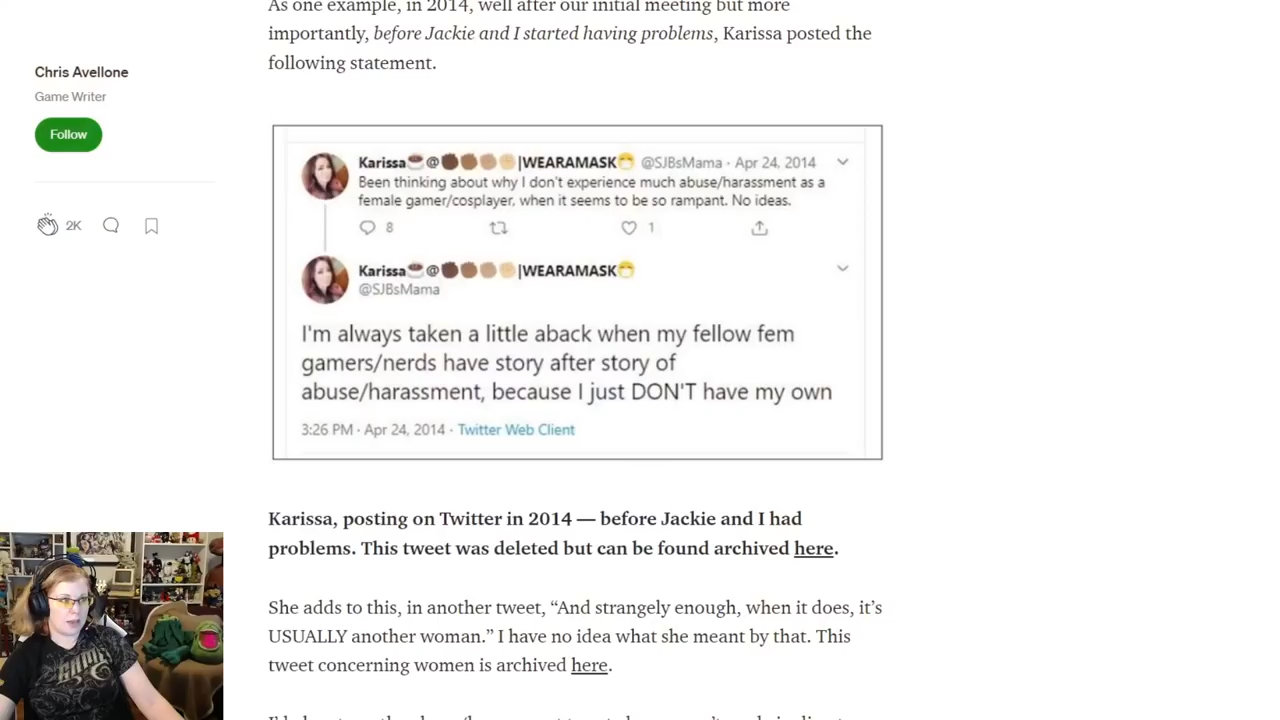 As one example, in 2014, well after our initial meeting but more
importantly, before Jackie and I started having problems, Karissa posted the
following statement.
Chris Avellone
Game Writer
Follow
2K
Karissa☕@✊🏿✊🏾✊🏽✊🏼|WEARAMASK😷 @SJBsMama · Apr 24, 2014
Been thinking about why I don't experience much abuse/harassment as a
female gamer/cosplayer, when it seems to be so rampant. No ideas.
8 1
Karissa☕@✊🏿✊🏾✊🏽✊🏼|WEARAMASK😷
@SJBsMama
I'm always taken a little aback when my fellow fem
gamers/nerds have story after story of
abuse/harassment, because I just DON'T have my own
3:26 PM · Apr 24, 2014 · Twitter Web Client
Karissa, posting on Twitter in 2014 — before Jackie and I had
problems. This tweet was deleted but can be found archived here.
She adds to this, in another tweet, “And strangely enough, when it does, it’s
USUALLY another woman.” I have no idea what she meant by that. This
tweet concerning women is archived here.